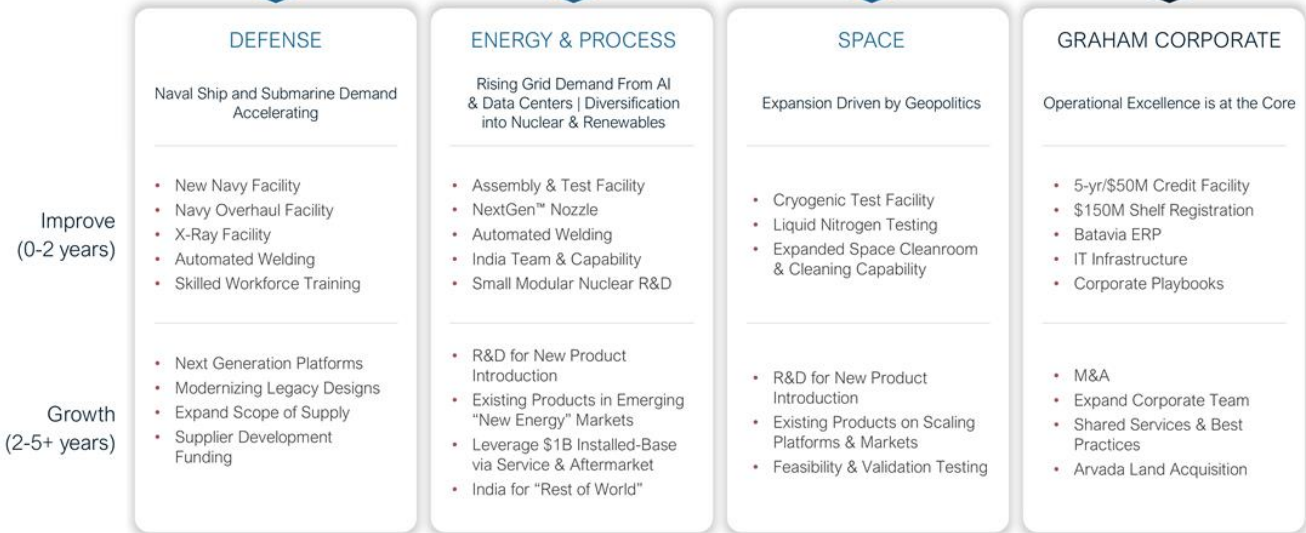 DEFENSE
Naval Ship and Submarine Demand
Accelerating
ENERGY & PROCESS
Rising Grid Demand From AI
& Data Centers | Diversification
into Nuclear & Renewables
SPACE
Expansion Driven by Geopolitics
GRAHAM CORPORATE
Operational Excellence is at the Core
Improve
(0-2 years)
• New Navy Facility
• Navy Overhaul Facility
• X-Ray Facility
• Automated Welding
• Skilled Workforce Training
• Assembly & Test Facility
• NextGen™ Nozzle
• Automated Welding
• India Team & Capability
• Small Modular Nuclear R&D
• Cryogenic Test Facility
• Liquid Nitrogen Testing
• Expanded Space Cleanroom
& Cleaning Capability
• 5-yr/$50M Credit Facility
• $150M Shelf Registration
• Batavia ERP
• IT Infrastructure
• Corporate Playbooks
Growth
(2-5+ years)
• Next Generation Platforms
• Modernizing Legacy Designs
• Expand Scope of Supply
• Supplier Development
Funding
• R&D for New Product
Introduction
• Existing Products in Emerging
“New Energy” Markets
• Leverage $1B Installed-Base
via Service & Aftermarket
• India for “Rest of World”
• R&D for New Product
Introduction
• Existing Products on Scaling
Platforms & Markets
• Feasibility & Validation Testing
• M&A
• Expand Corporate Team
• Shared Services & Best
Practices
• Arvada Land Acquisition